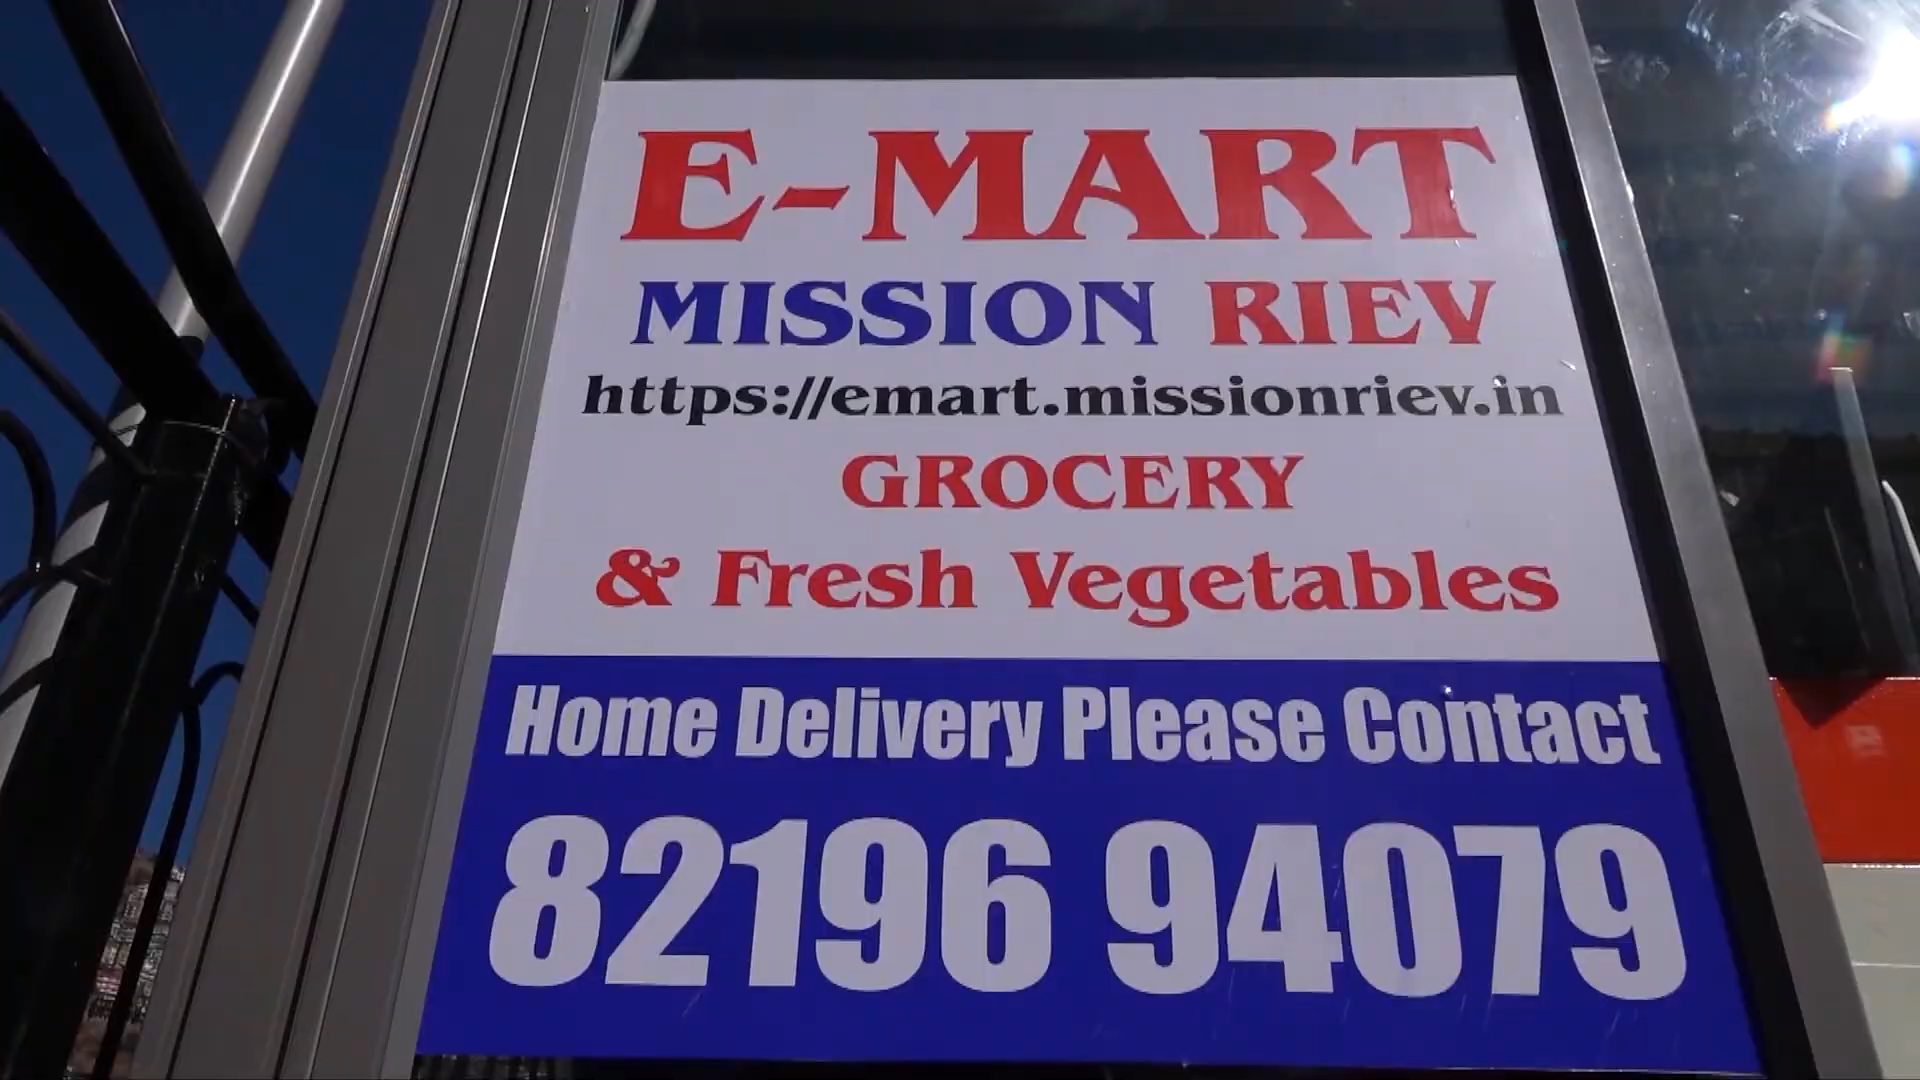 E-MART
MISSION RIEV
https://emart.missionriev.in
GROCERY
& Fresh Vegetables
Home Delivery Please Contact
82196 94079